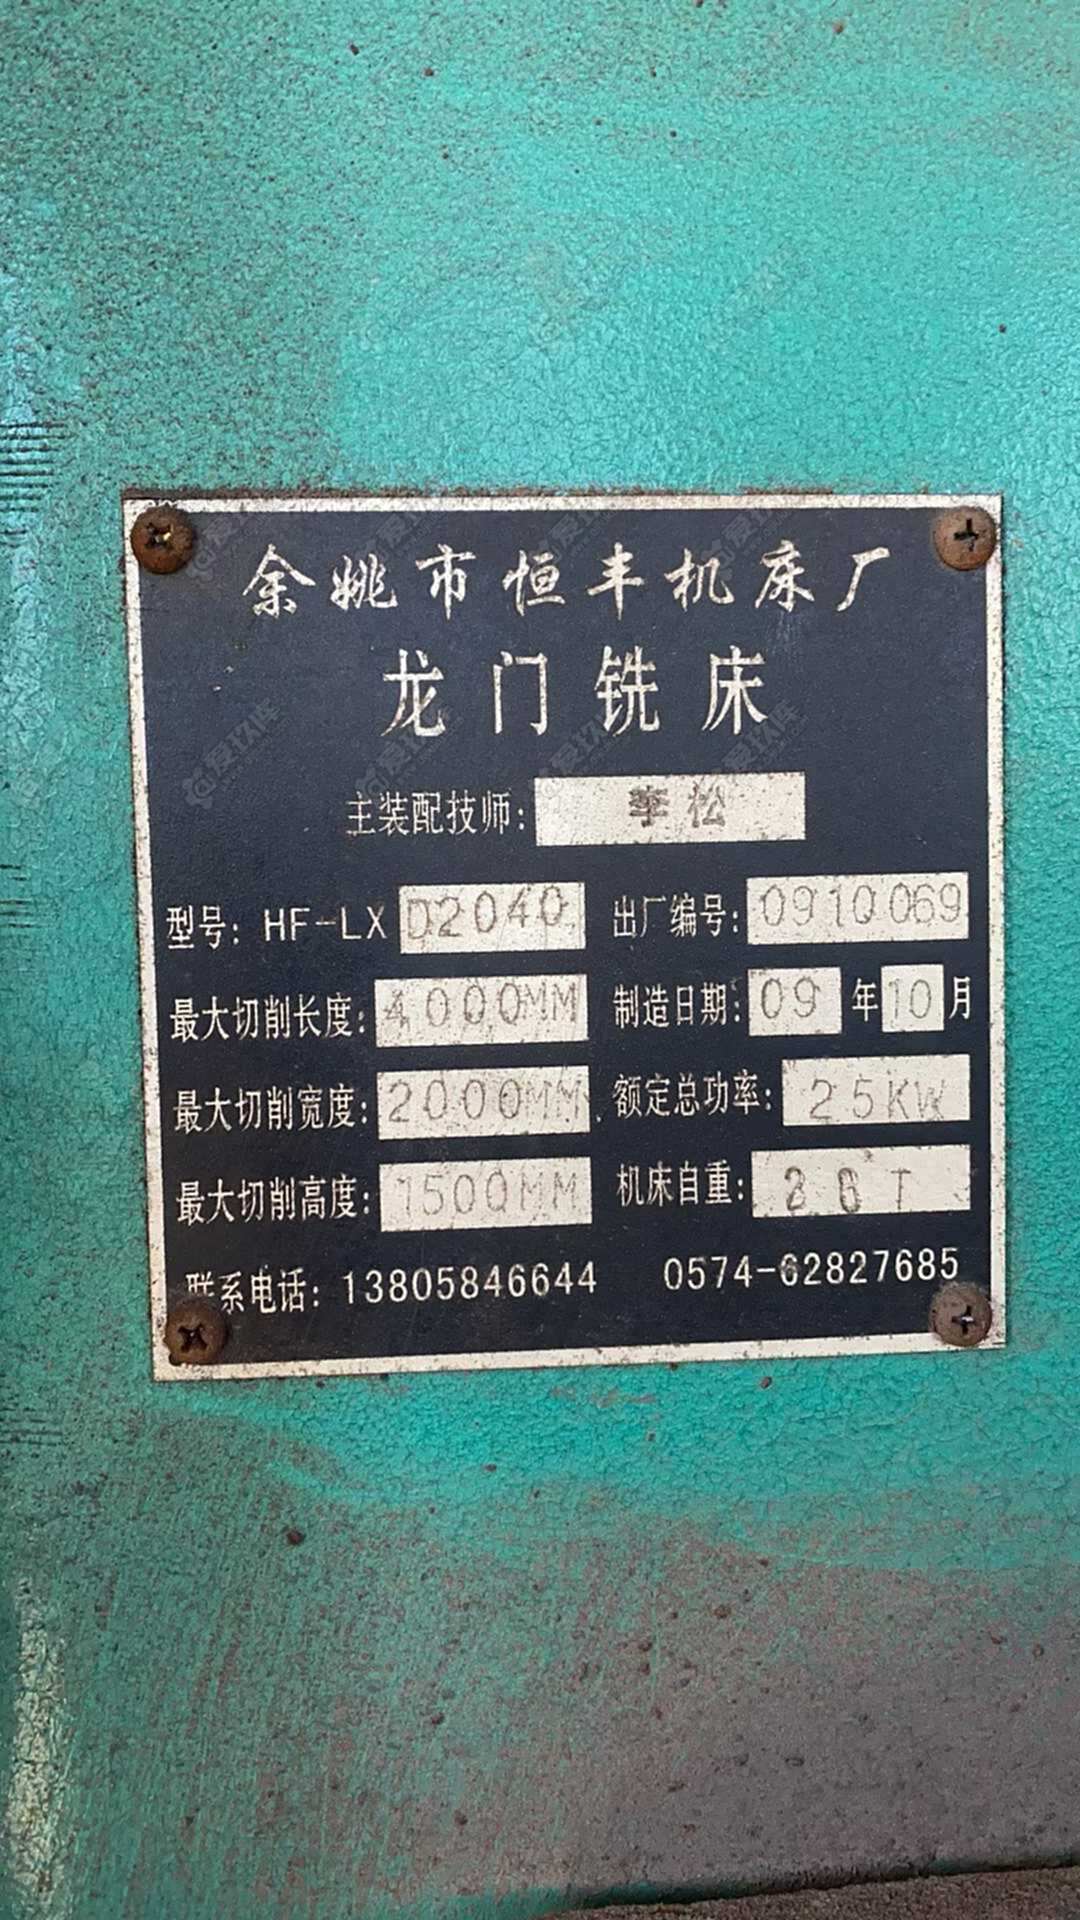 余姚市恒丰机床厂
龙门铣床
主装配技师: 李松
型号: HF-LX D2040 出厂编号: 0910069
最大切削长度: 4000MM 制造日期: 09 年 10 月
最大切削宽度: 2000MM 额定总功率: 25KW
最大切削高度: 1500MM 机床自重: 26T
联系电话: 13805846644 0574-62827685